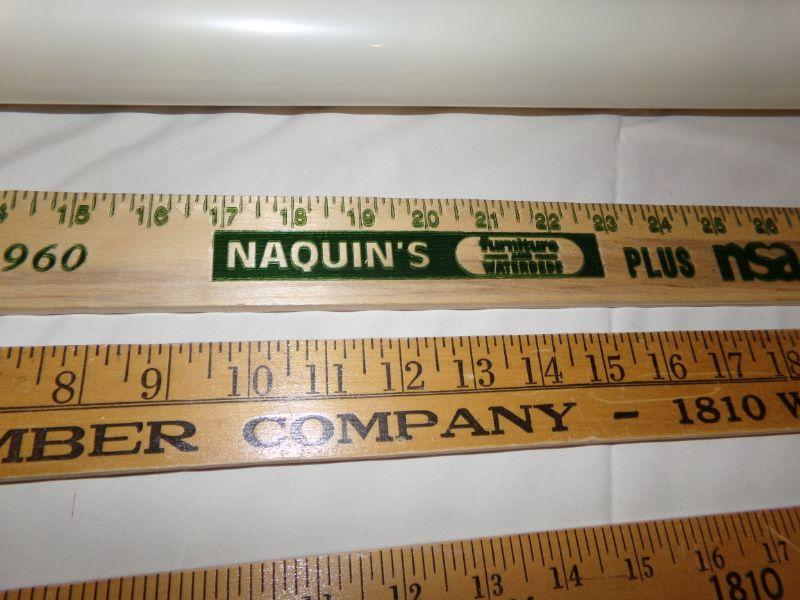 14 15 16 17 18 19 20 21 22 23 24 25 26
960 NAQUIN'S furniture AND WATERBEDS PLUS nsa
8 9 10 11 12 13 14 15 16 17 18
MBER COMPANY - 1810 W
11 12 13 14 15 16 17
1810